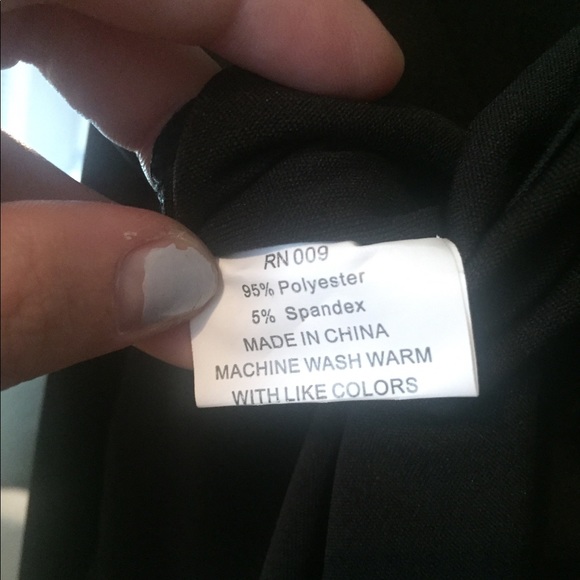 RN 009
95% Polyester
5% Spandex
MADE IN CHINA
MACHINE WASH WARM
WITH LIKE COLORS